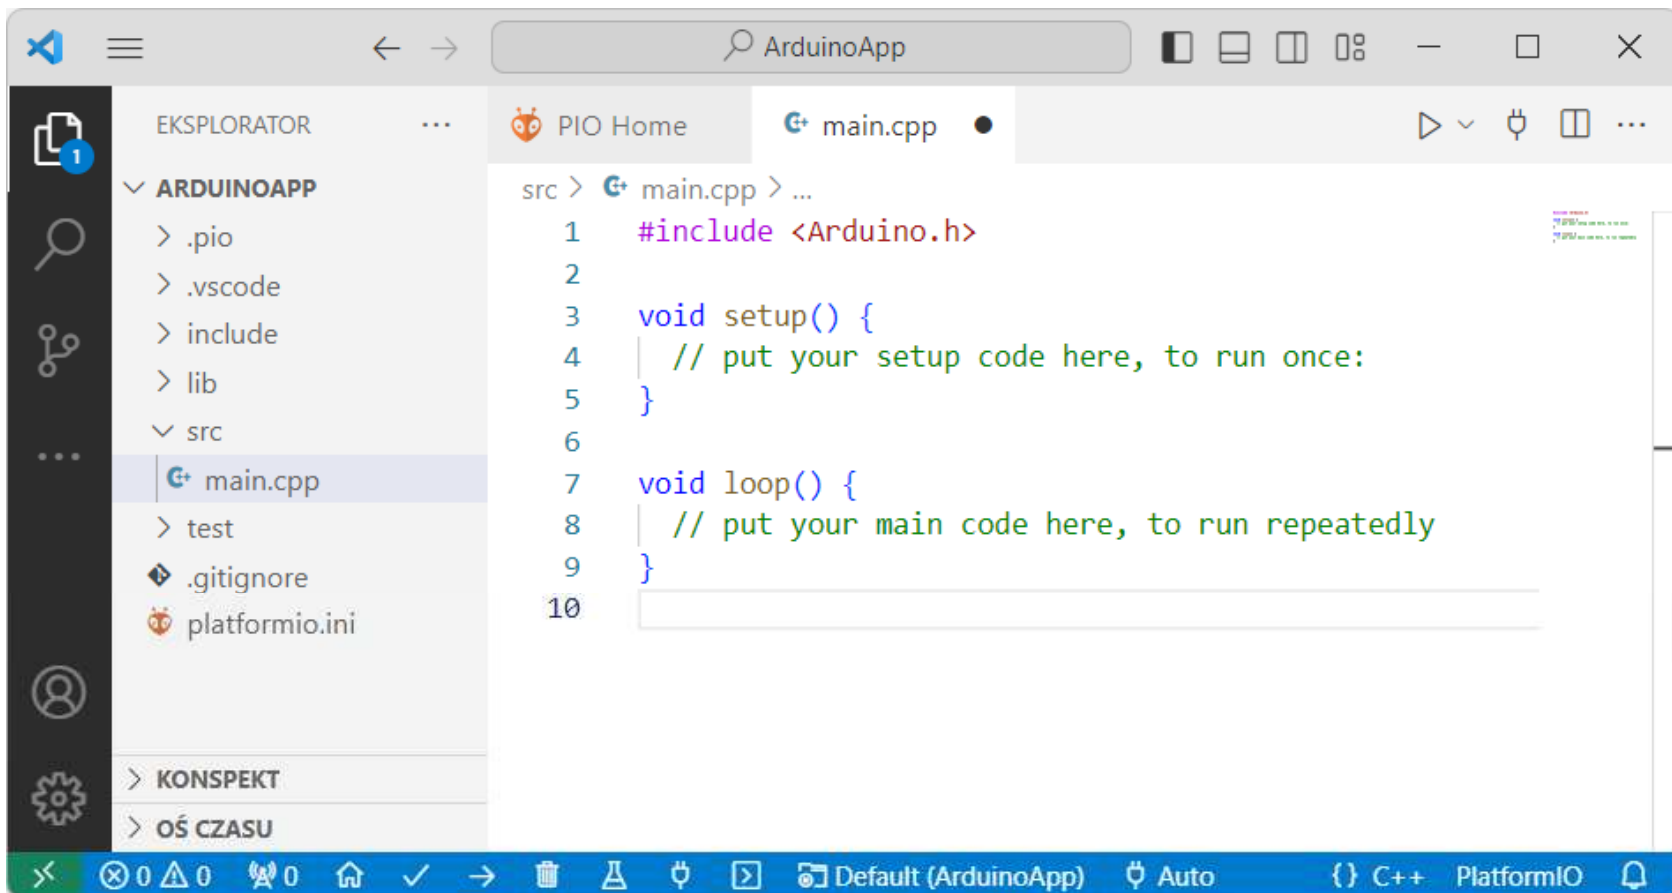 ArduinoApp
EKSPLORATOR
1
ARDUINOAPP
.pio
.vscode
include
lib
src
main.cpp
test
.gitignore
platformio.ini
KONSPEKT
OŚ CZASU
PIO Home
main.cpp
src > main.cpp > ...
1 #include <Arduino.h>
2
3 void setup() {
4 // put your setup code here, to run once:
5 }
6
7 void loop() {
8 // put your main code here, to run repeatedly
9 }
10
0 0 0 Default (ArduinoApp) Auto {} C++ PlatformIO